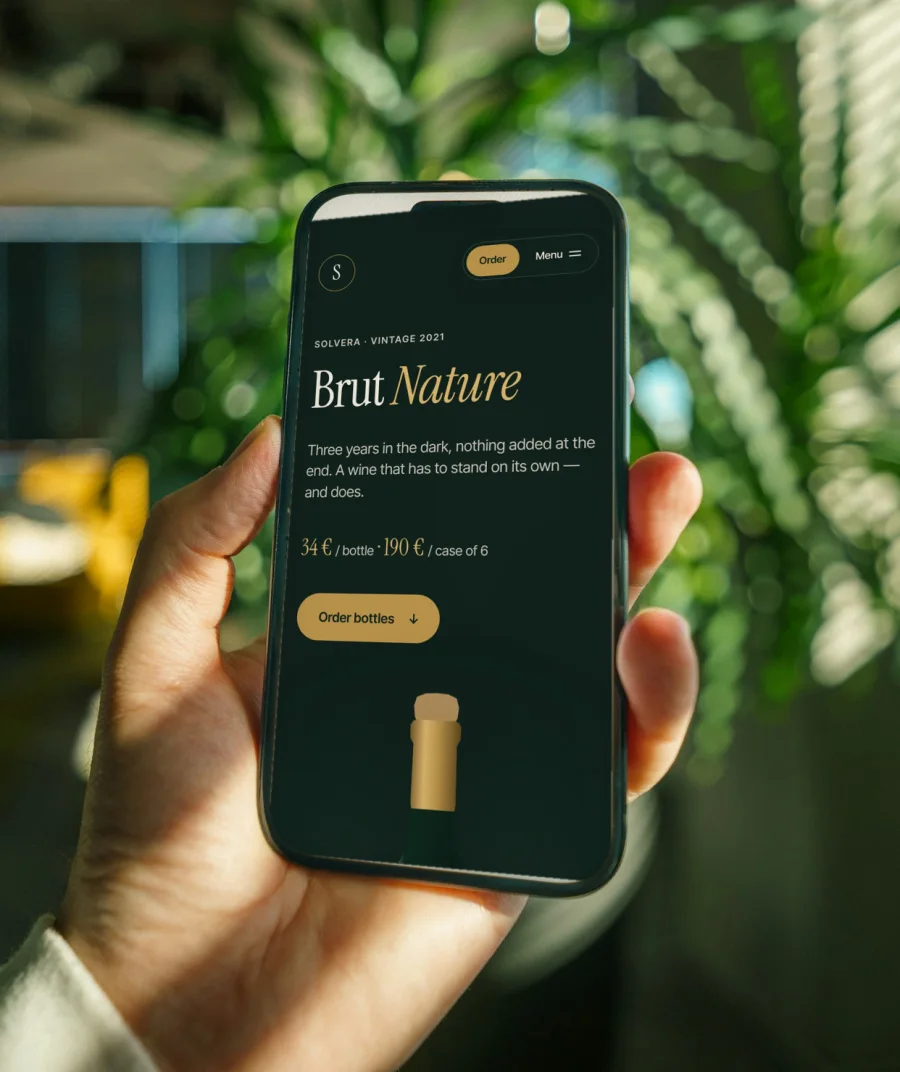 S
Order
Menu
SOLVERA · VINTAGE 2021
Brut Nature
Three years in the dark, nothing added at the
end. A wine that has to stand on its own —
and does.
34 € / bottle · 190 € / case of 6
Order bottles ↓